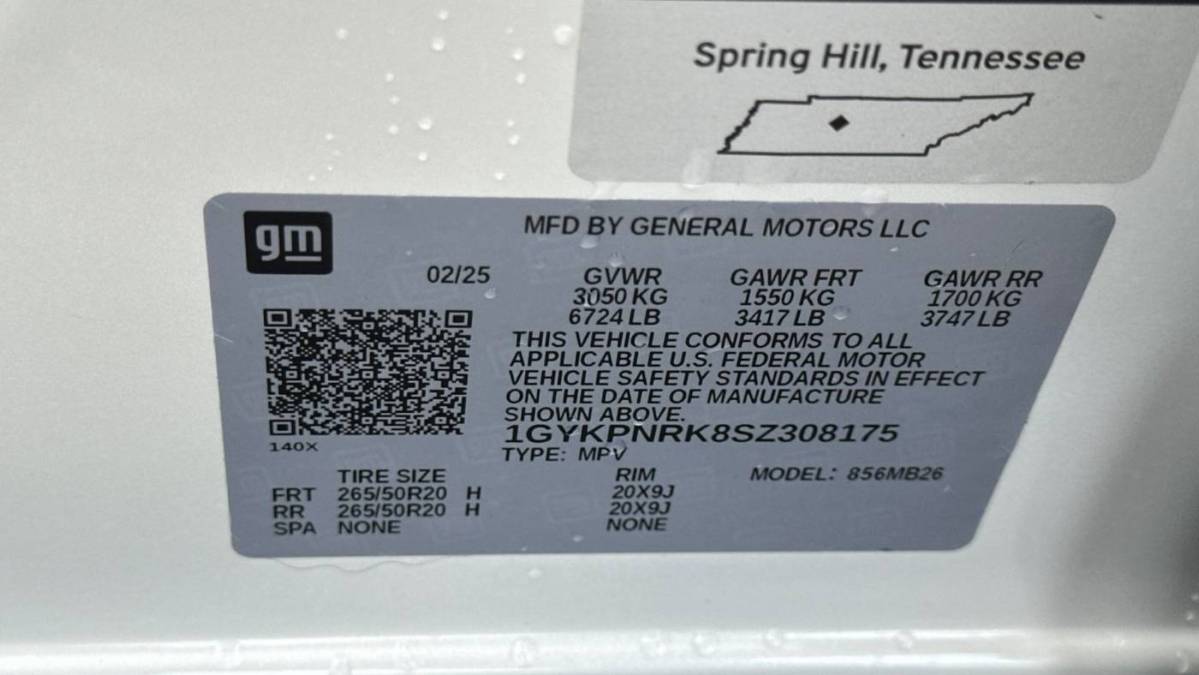 Spring Hill, Tennessee
gm
MFD BY GENERAL MOTORS LLC
02/25 GVWR GAWR FRT GAWR RR
3050 KG 1550 KG 1700 KG
6724 LB 3417 LB 3747 LB
THIS VEHICLE CONFORMS TO ALL
APPLICABLE U.S. FEDERAL MOTOR
VEHICLE SAFETY STANDARDS IN EFFECT
ON THE DATE OF MANUFACTURE
SHOWN ABOVE.
1GYKPNRK8SZ308175
140X
TYPE: MPV
TIRE SIZE RIM MODEL: 856MB26
FRT 265/50R20 H 20X9J
RR 265/50R20 H 20X9J
SPA NONE NONE